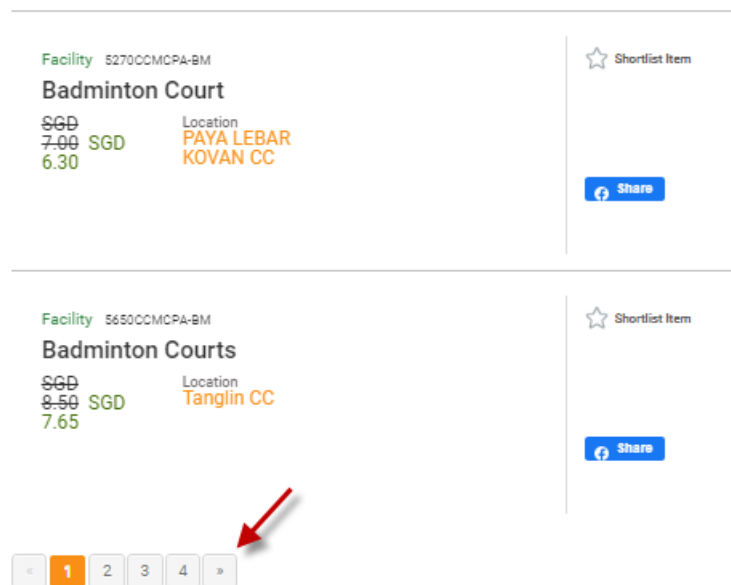 Facility 5270CCMCPA-BM
Shortlist Item
Badminton Court
SGD
7.00 SGD
6.30
Location
PAYA LEBAR
KOVAN CC
Share
Facility 5650CCMCPA-BM
Shortlist Item
Badminton Courts
SGD
8.50 SGD
7.65
Location
Tanglin CC
Share
« 1 2 3 4 »